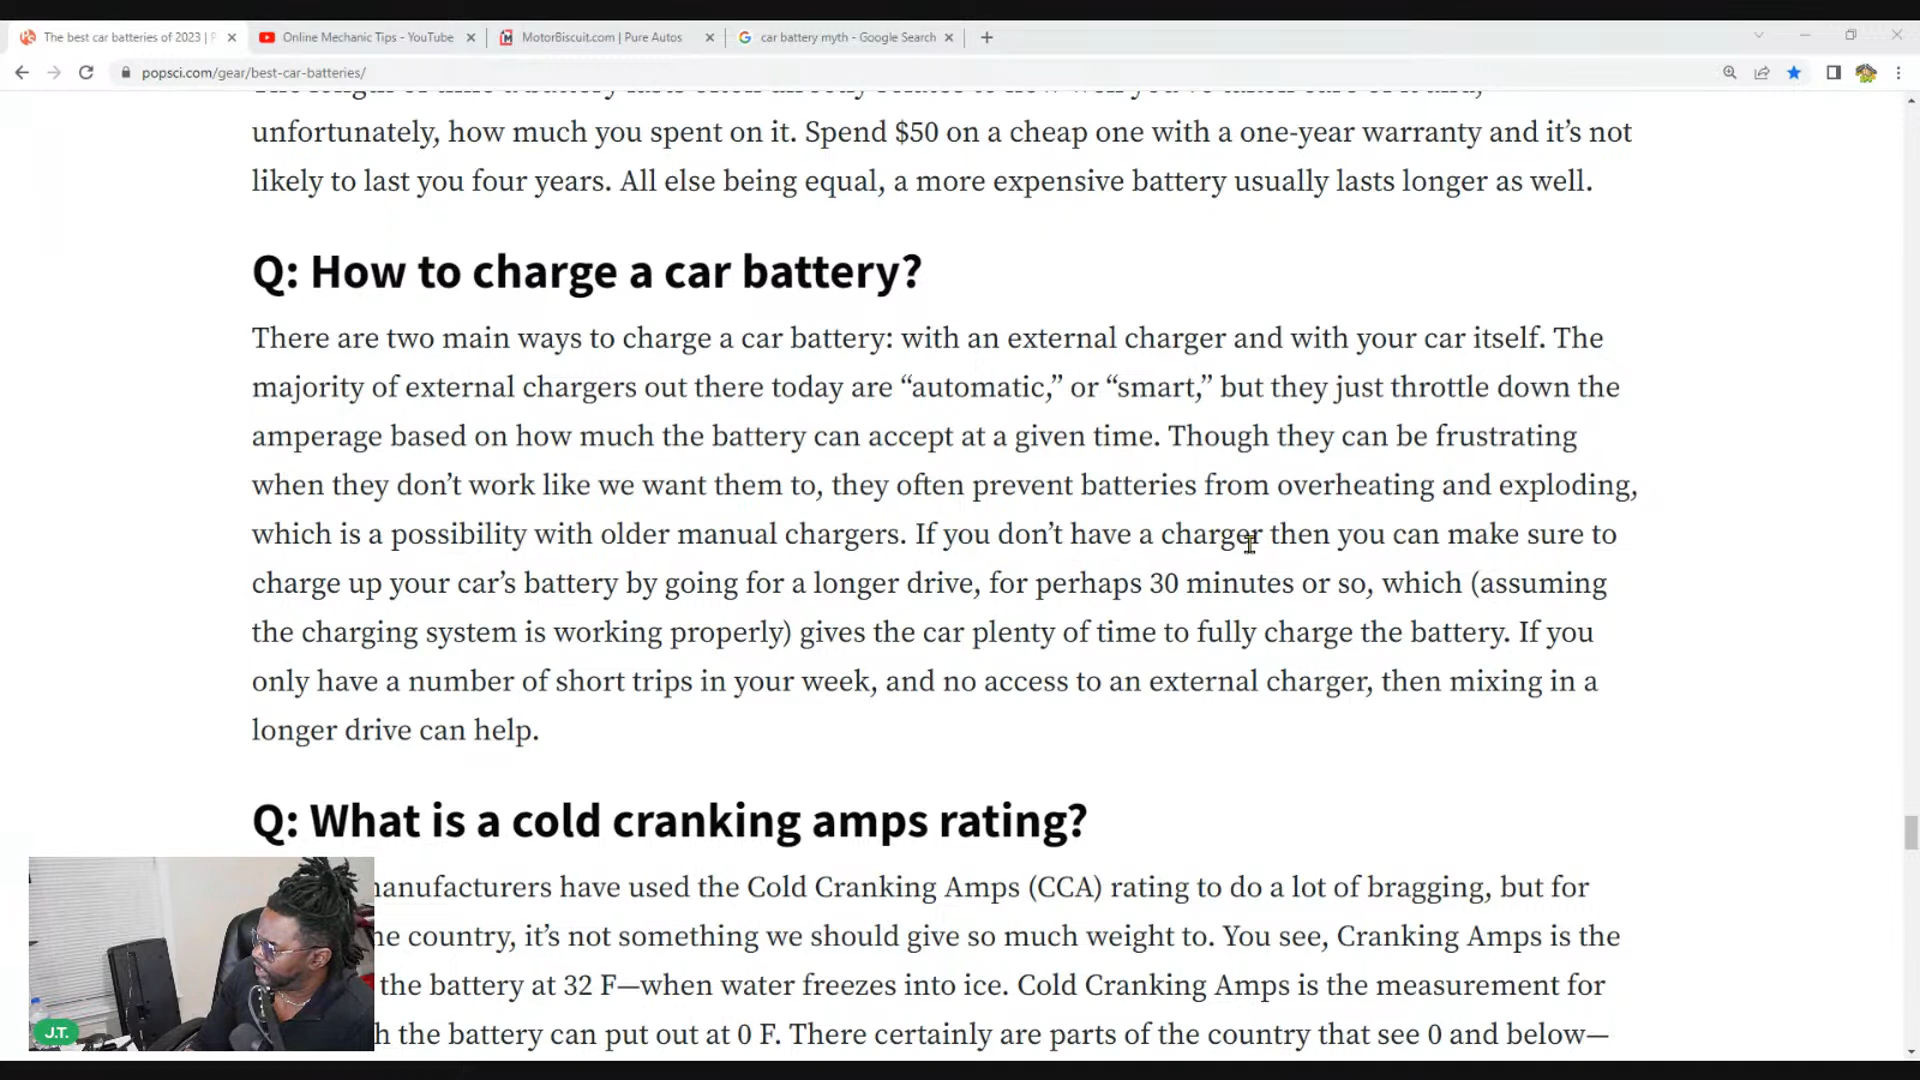 The best car batteries of 2023 | P
Online Mechanic Tips - YouTube
MotorBiscuit.com | Pure Autos
car battery myth - Google Search
popsci.com/gear/best-car-batteries/
unfortunately, how much you spent on it. Spend $50 on a cheap one with a one-year warranty and it’s not
likely to last you four years. All else being equal, a more expensive battery usually lasts longer as well.
Q: How to charge a car battery?
There are two main ways to charge a car battery: with an external charger and with your car itself. The
majority of external chargers out there today are “automatic,” or “smart,” but they just throttle down the
amperage based on how much the battery can accept at a given time. Though they can be frustrating
when they don’t work like we want them to, they often prevent batteries from overheating and exploding,
which is a possibility with older manual chargers. If you don’t have a charger then you can make sure to
charge up your car’s battery by going for a longer drive, for perhaps 30 minutes or so, which (assuming
the charging system is working properly) gives the car plenty of time to fully charge the battery. If you
only have a number of short trips in your week, and no access to an external charger, then mixing in a
longer drive can help.
Q: What is a cold cranking amps rating?
anufacturers have used the Cold Cranking Amps (CCA) rating to do a lot of bragging, but for
he country, it’s not something we should give so much weight to. You see, Cranking Amps is the
the battery at 32 F—when water freezes into ice. Cold Cranking Amps is the measurement for
h the battery can put out at 0 F. There certainly are parts of the country that see 0 and below—
J.T.